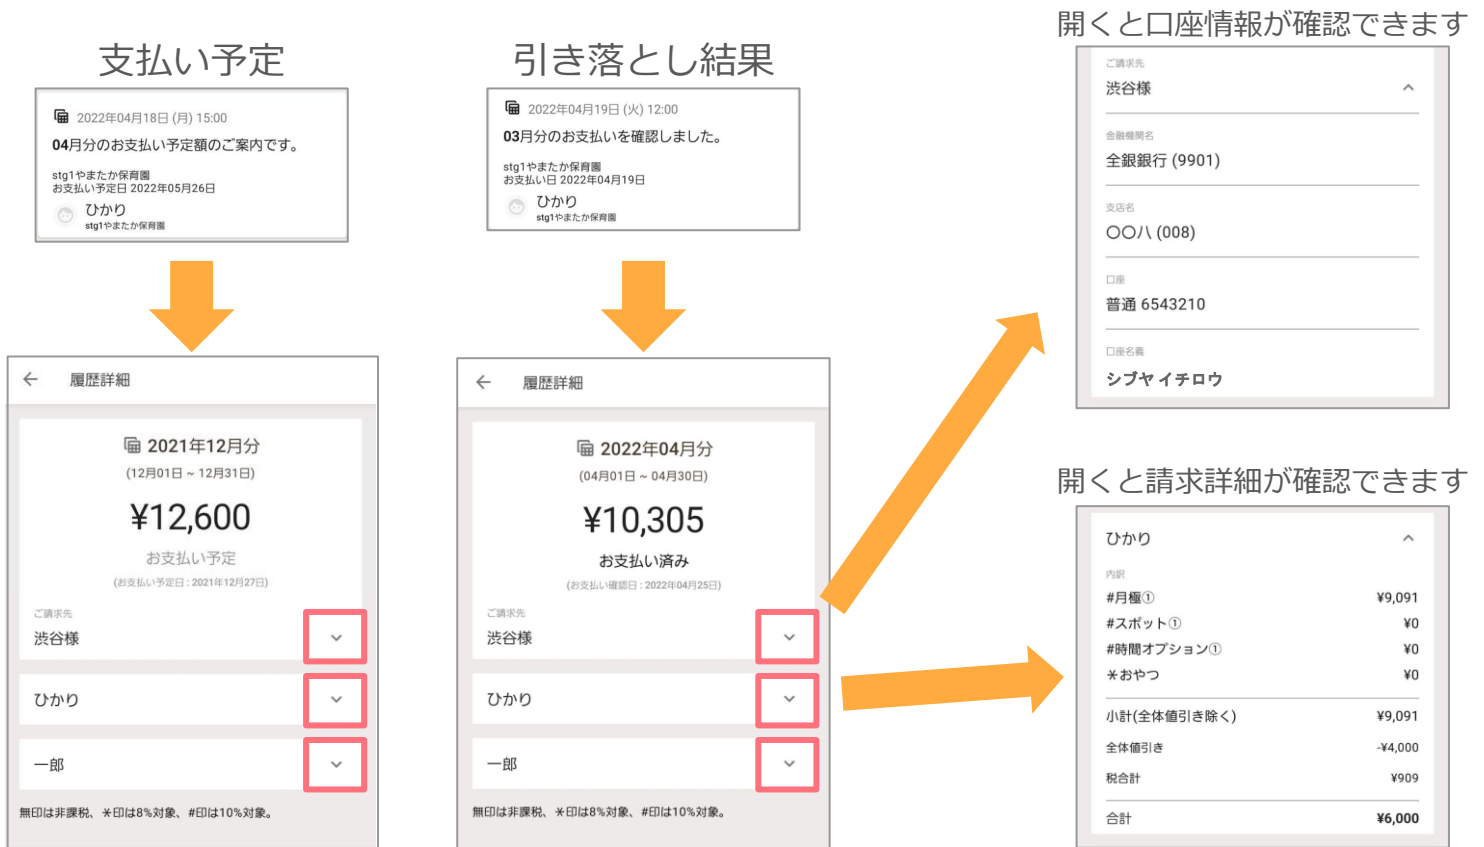 支払い予定
2022年04月18日 (月) 15:00
04月分のお支払い予定額のご案内です。
stg1やまたか保育園
お支払い予定日 2022年05月26日
ひかり
stg1やまたか保育園
履歴詳細
2021年12月分
(12月01日 ~ 12月31日)
¥12,600
お支払い予定
(お支払い予定日 : 2021年12月27日)
ご請求先
渋谷様
ひかり
一郎
無印は非課税、＊印は8%対象、#印は10%対象。
引き落とし結果
2022年04月19日 (火) 12:00
03月分のお支払いを確認しました。
stg1やまたか保育園
お支払い日 2022年04月19日
ひかり
stg1やまたか保育園
履歴詳細
2022年04月分
(04月01日 ~ 04月30日)
¥10,305
お支払い済み
(お支払い確認日 : 2022年04月25日)
ご請求先
渋谷様
ひかり
一郎
無印は非課税、＊印は8%対象、#印は10%対象。
開くと口座情報が確認できます
ご請求先
渋谷様
金融機関名
全銀銀行 (9901)
支店名
〇〇八 (008)
口座
普通 6543210
口座名義
シブヤ イチロウ
開くと請求詳細が確認できます
ひかり
内訳
#月極① ¥9,091
#スポット① ¥0
#時間オプション① ¥0
＊おやつ ¥0
小計(全体値引き除く) ¥9,091
全体値引き -¥4,000
税合計 ¥909
合計 ¥6,000